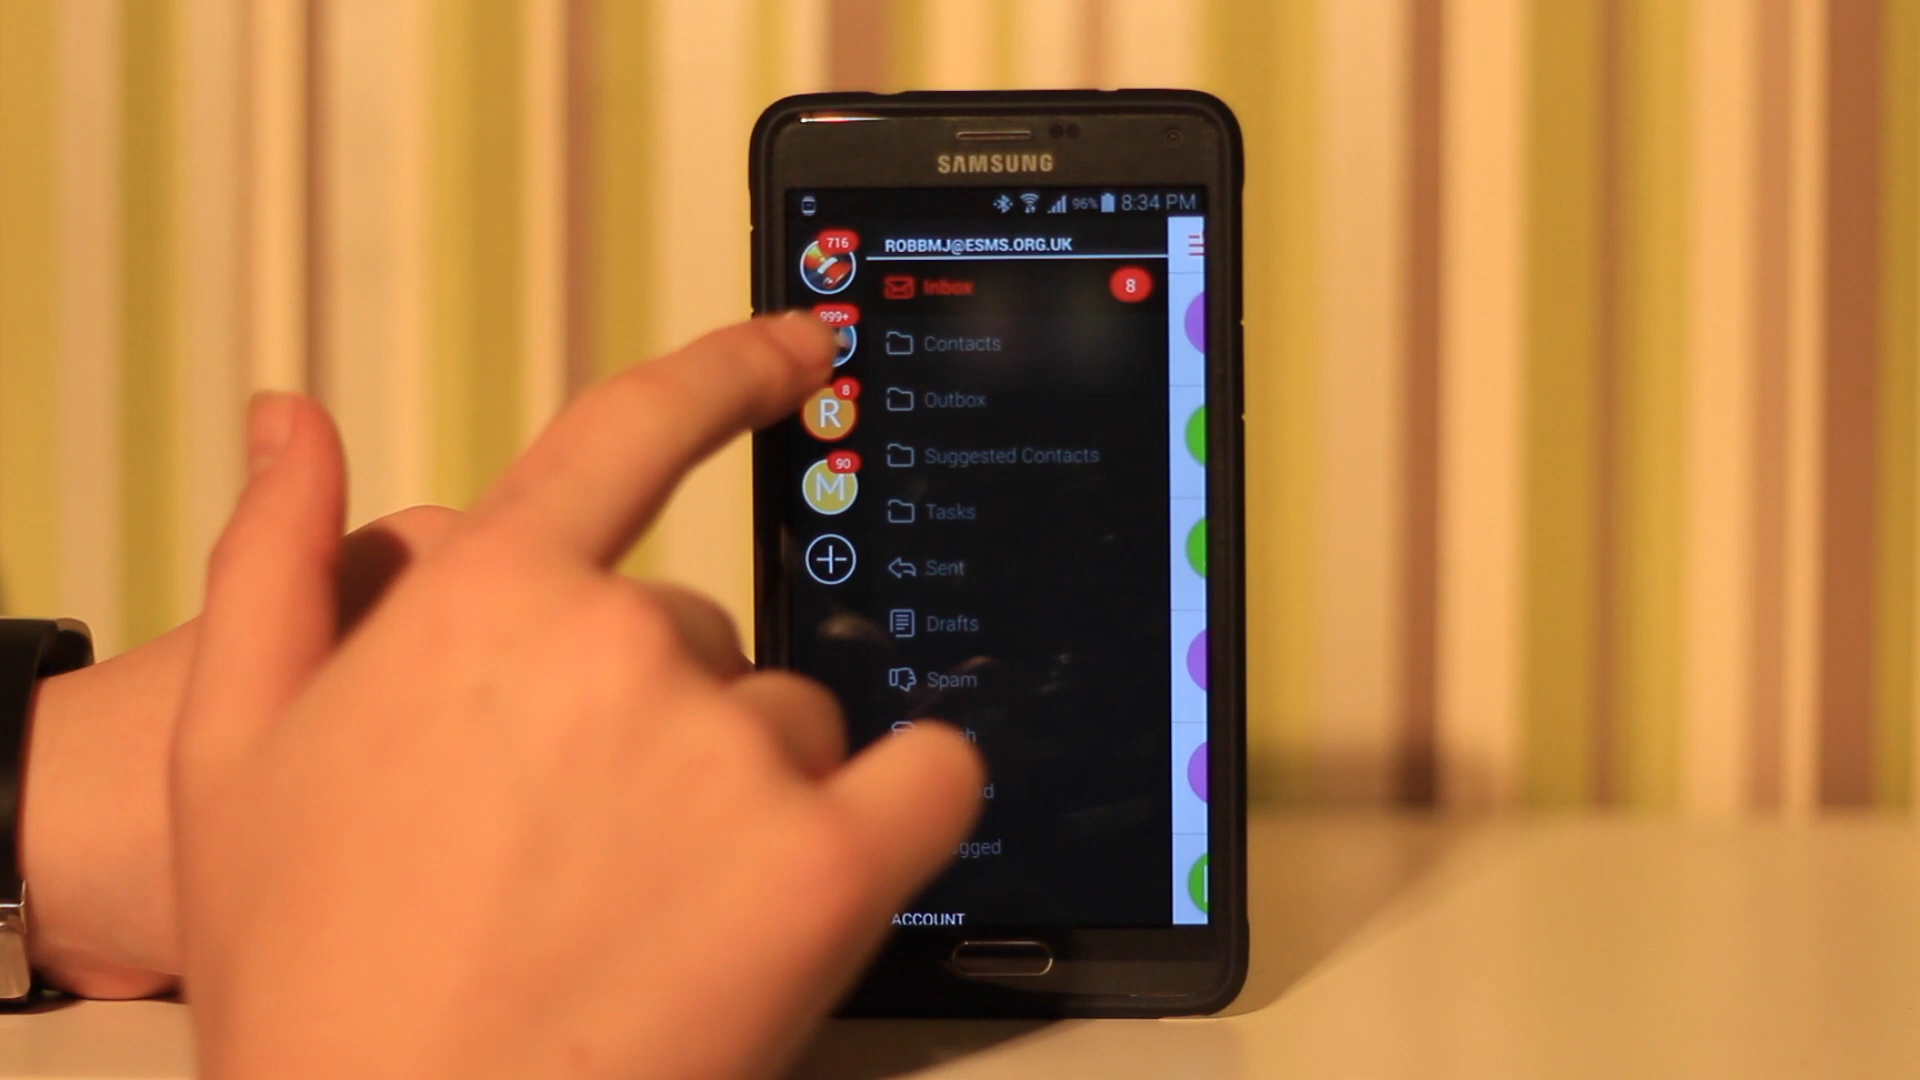 SAMSUNG
96% 8:34 PM
716
ROBBMJ@ESMS.ORG.UK
Inbox 8
999+
Contacts
8
R
Outbox
90
M
Suggested Contacts
Tasks
Sent
Drafts
Spam
ACCOUNT